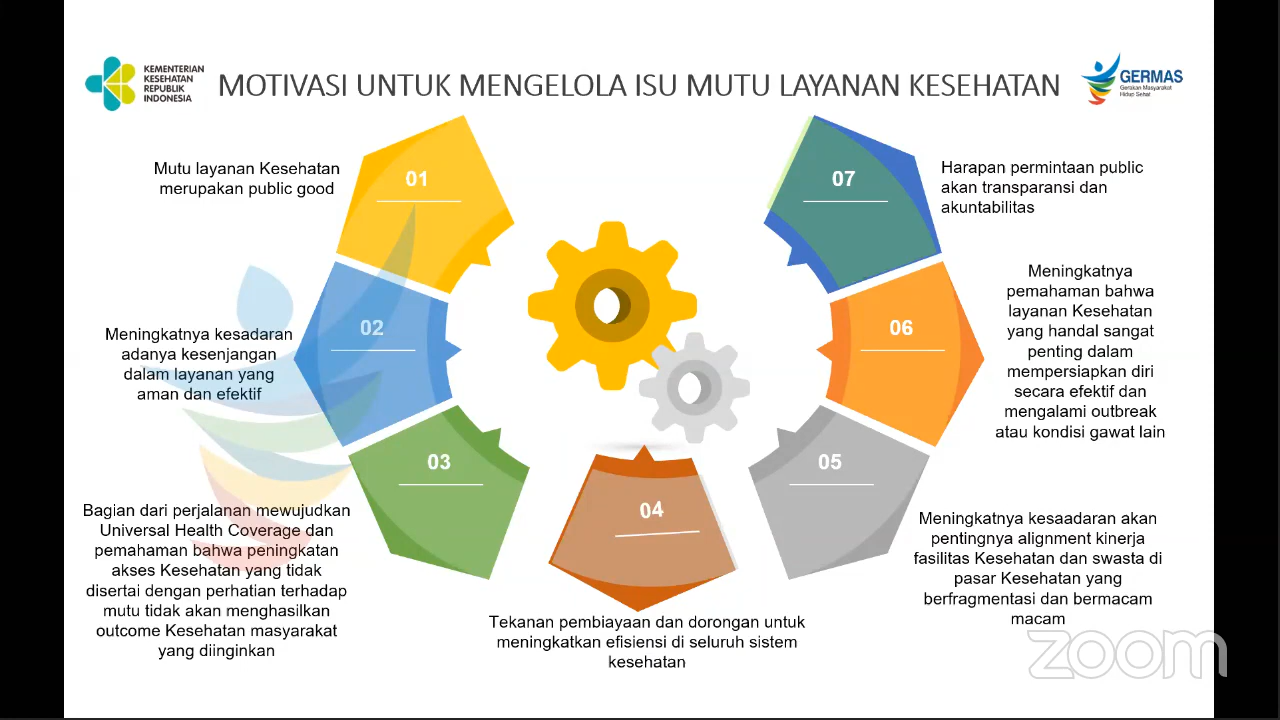 KEMENTERIAN
KESEHATAN
REPUBLIK
INDONESIA
MOTIVASI UNTUK MENGELOLA ISU MUTU LAYANAN KESEHATAN
GERMAS
Gerakan Masyarakat
Hidup Sehat
01
Mutu layanan Kesehatan
merupakan public good
02
Meningkatnya kesadaran
adanya kesenjangan
dalam layanan yang
aman dan efektif
03
Bagian dari perjalanan mewujudkan
Universal Health Coverage dan
pemahaman bahwa peningkatan
akses Kesehatan yang tidak
disertai dengan perhatian terhadap
mutu tidak akan menghasilkan
outcome Kesehatan masyarakat
yang diinginkan
04
Tekanan pembiayaan dan dorongan untuk
meningkatkan efisiensi di seluruh sistem
kesehatan
05
Meningkatnya kesaadaran akan
pentingnya alignment kinerja
fasilitas Kesehatan dan swasta di
pasar Kesehatan yang
berfragmentasi dan bermacam
macam
06
Meningkatnya
pemahaman bahwa
layanan Kesehatan
yang handal sangat
penting dalam
mempersiapkan diri
secara efektif dan
mengalami outbreak
atau kondisi gawat lain
07
Harapan permintaan public
akan transparansi dan
akuntabilitas
zoom